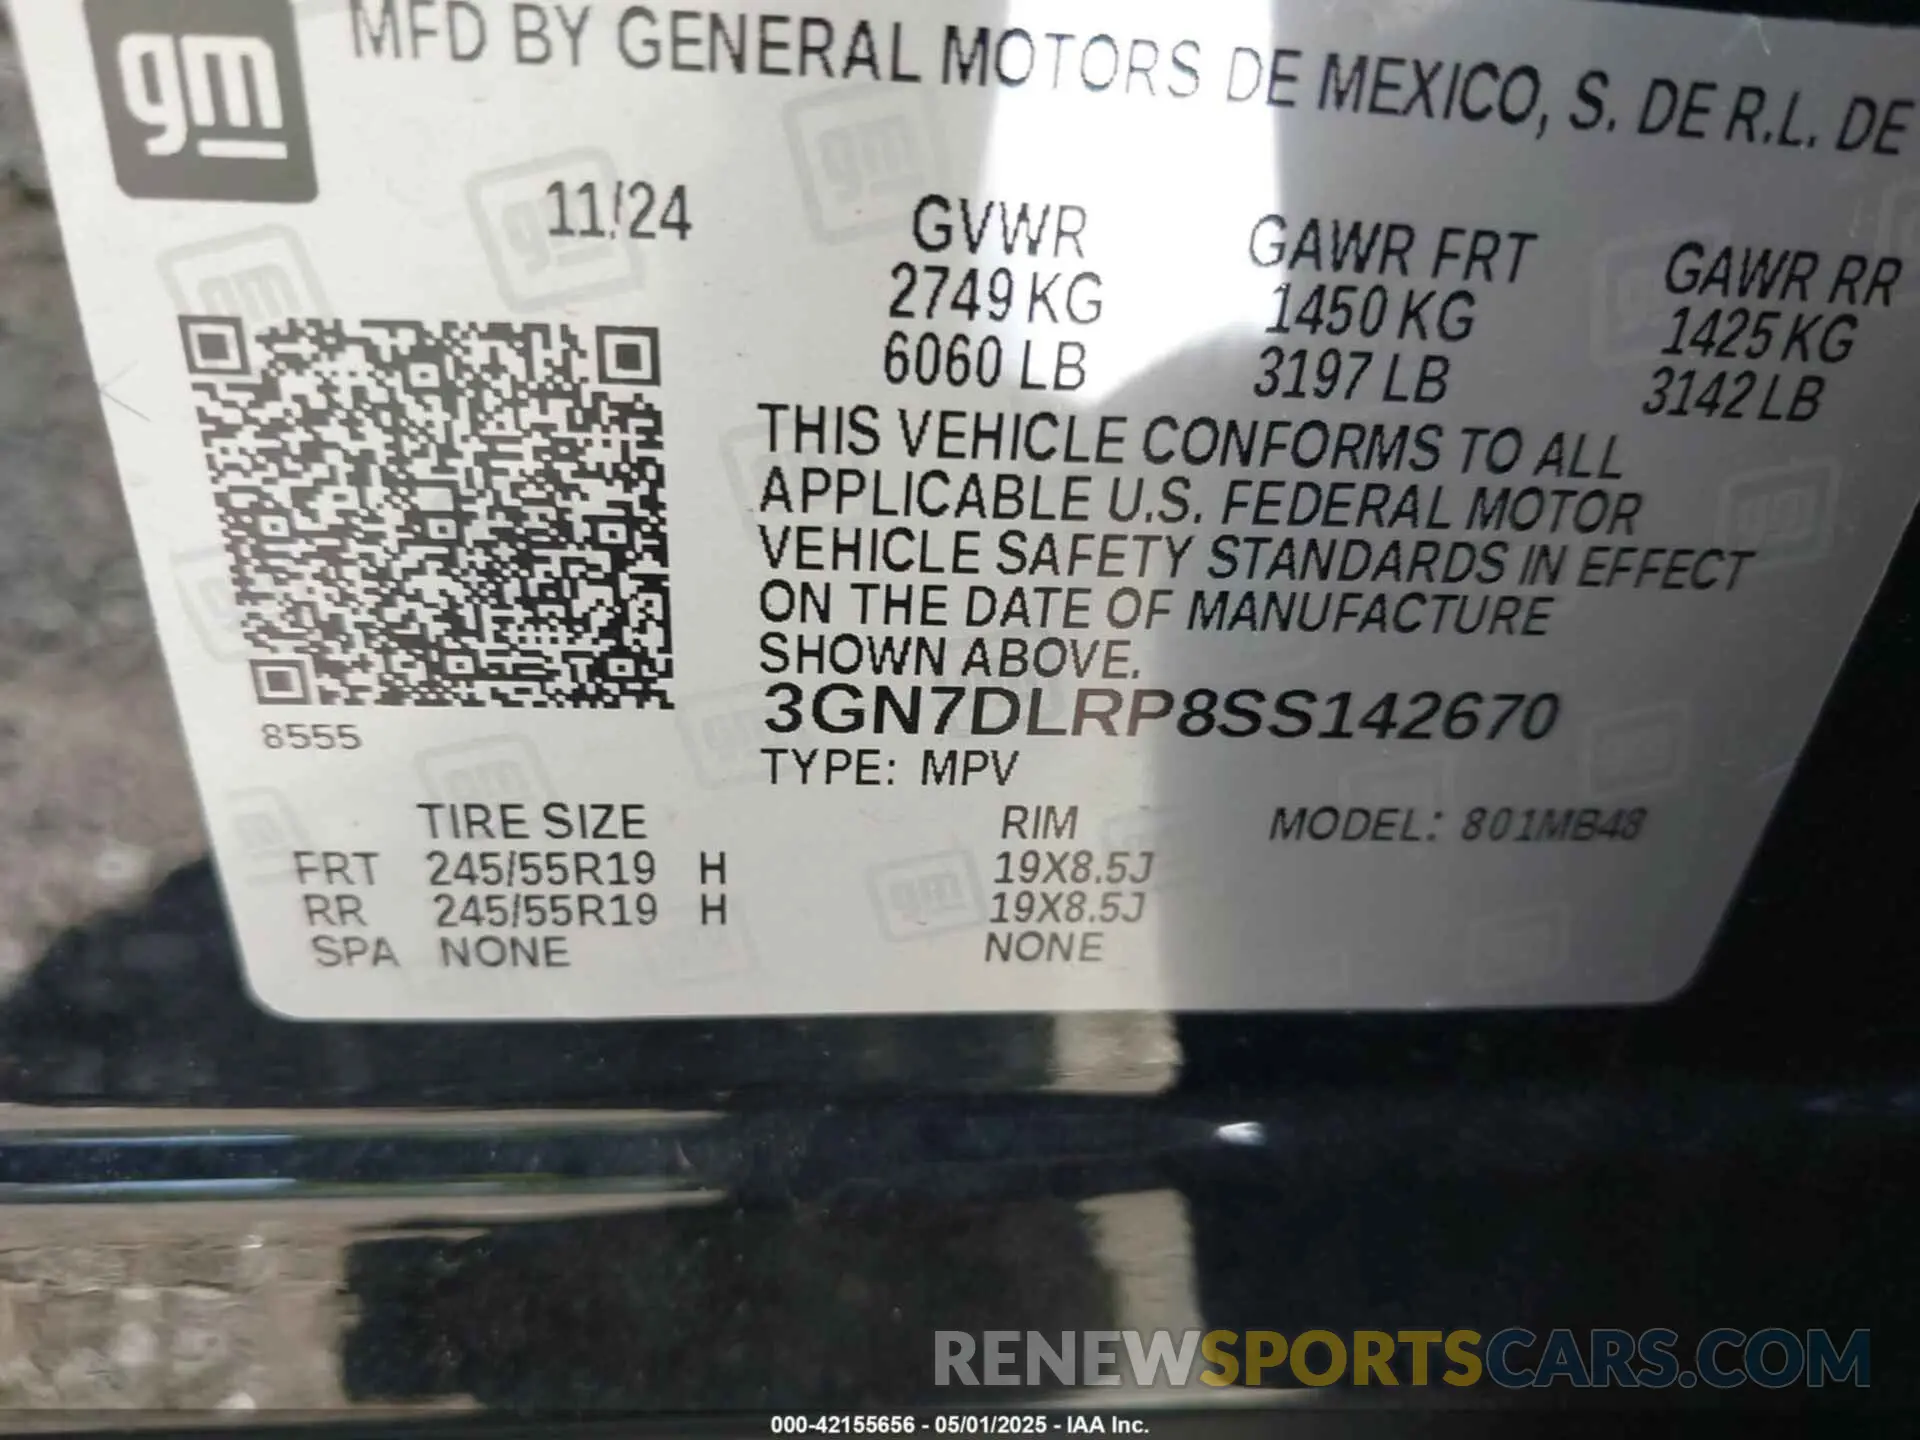 gm
MFD BY GENERAL MOTORS DE MEXICO, S. DE R.L. DE
11/24
GVWR
2749 KG
6060 LB
GAWR FRT
1450 KG
3197 LB
GAWR RR
1425 KG
3142 LB
THIS VEHICLE CONFORMS TO ALL
APPLICABLE U.S. FEDERAL MOTOR
VEHICLE SAFETY STANDARDS IN EFFECT
ON THE DATE OF MANUFACTURE
SHOWN ABOVE.
3GN7DLRP8SS142670
TYPE: MPV
8555
TIRE SIZE RIM MODEL: 801MB48
FRT 245/55R19 H 19X8.5J
RR 245/55R19 H 19X8.5J
SPA NONE NONE
RENEWSPORTSCARS.COM
000-42155656 - 05/01/2025 - IAA Inc.